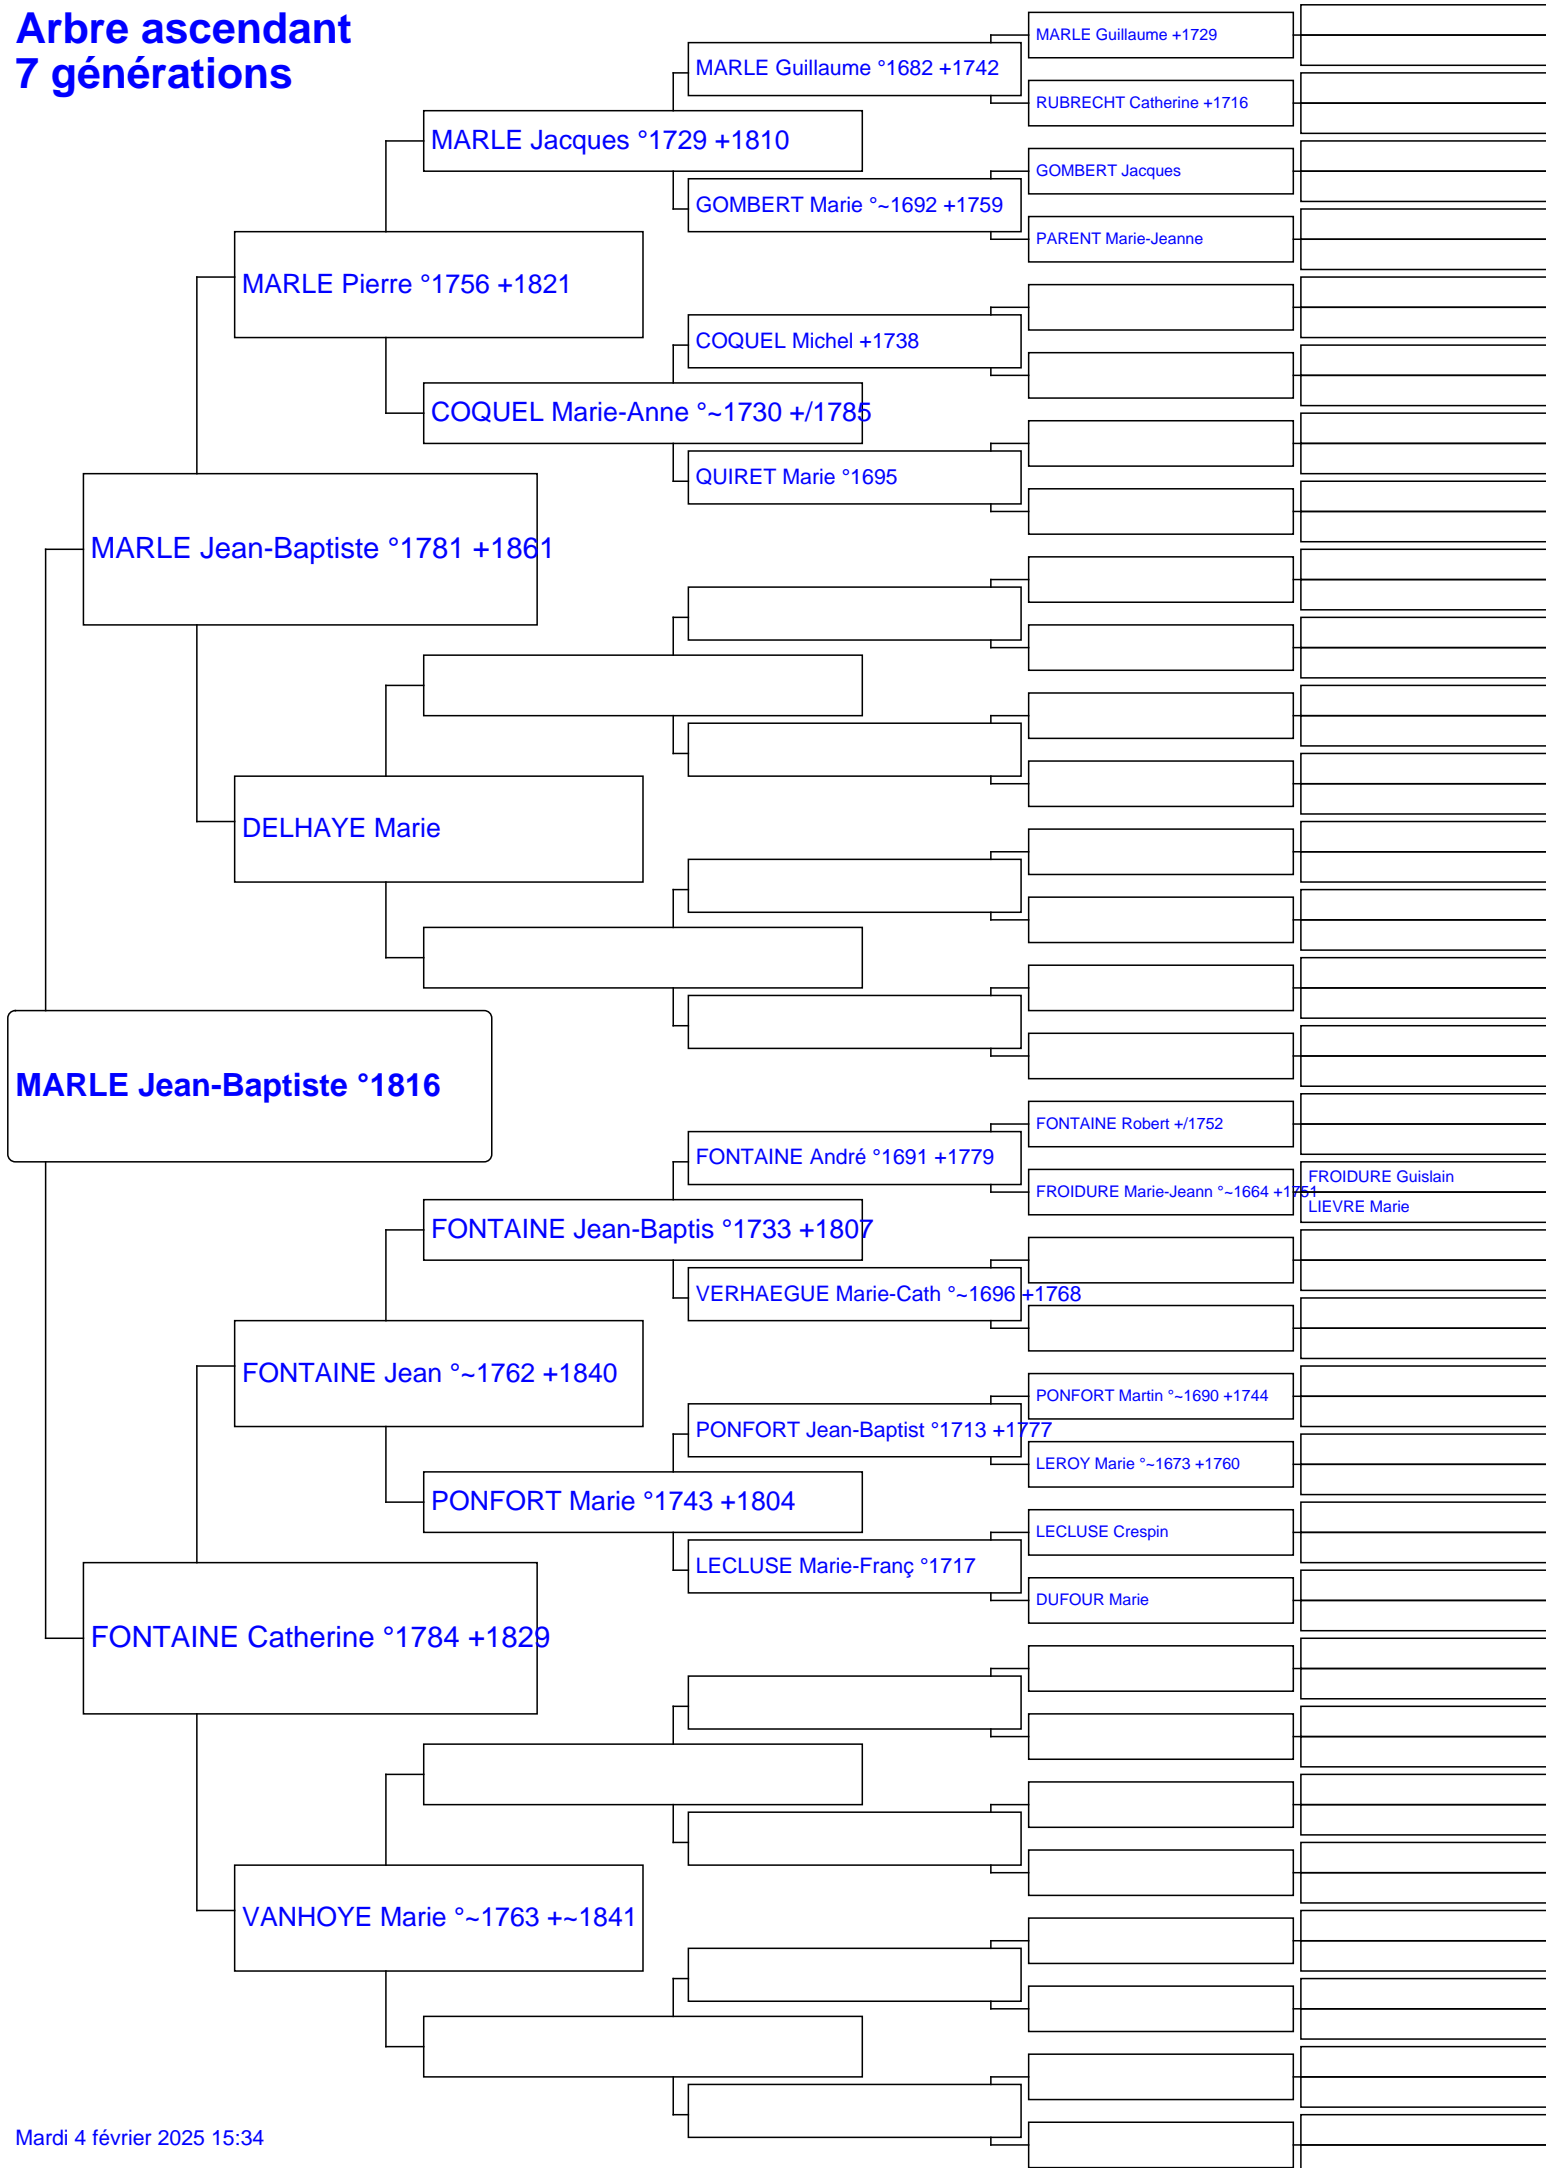 Arbre ascendant
7 générations
MARLE Guillaume +1729
MARLE Guillaume °1682 +1742
RUBRECHT Catherine +1716
MARLE Jacques °1729 +1810
GOMBERT Jacques
GOMBERT Marie °~1692 +1759
PARENT Marie-Jeanne
MARLE Pierre °1756 +1821
COQUEL Michel +1738
COQUEL Marie-Anne °~1730 +/1785
QUIRET Marie °1695
MARLE Jean-Baptiste °1781 +1861
DELHAYE Marie
MARLE Jean-Baptiste °1816
FONTAINE Robert +/1752
FONTAINE André °1691 +1779
FROIDURE Guislain
FROIDURE Marie-Jeann °~1664 +1751
LIEVRE Marie
FONTAINE Jean-Baptis °1733 +1807
VERHAEGUE Marie-Cath °~1696 +1768
FONTAINE Jean °~1762 +1840
PONFORT Martin °~1690 +1744
PONFORT Jean-Baptist °1713 +1777
LEROY Marie °~1673 +1760
PONFORT Marie °1743 +1804
LECLUSE Crespin
LECLUSE Marie-Franç °1717
DUFOUR Marie
FONTAINE Catherine °1784 +1829
VANHOYE Marie °~1763 +~1841
Mardi 4 février 2025 15:34